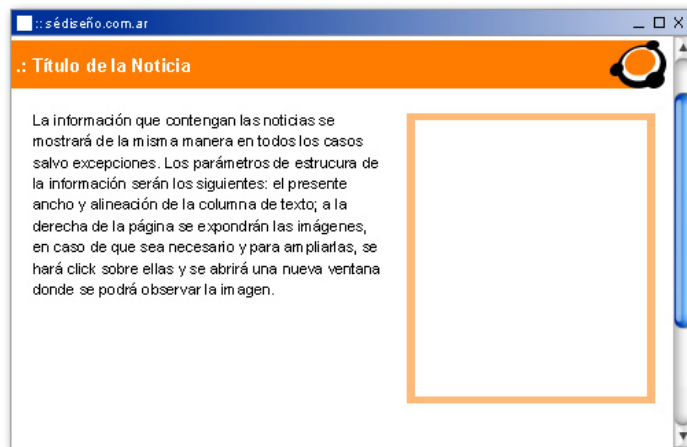 :: sédiseño.com.ar
.: Título de la Noticia
La información que contengan las noticias se
mostrará de la misma manera en todos los casos
salvo excepciones. Los parámetros de estrucura de
la información serán los siguientes: el presente
ancho y alineación de la columna de texto; a la
derecha de la página se expondrán las imágenes,
en caso de que sea necesario y para ampliarlas, se
hará click sobre ellas y se abrirá una nueva ventana
donde se podrá observar la imagen.